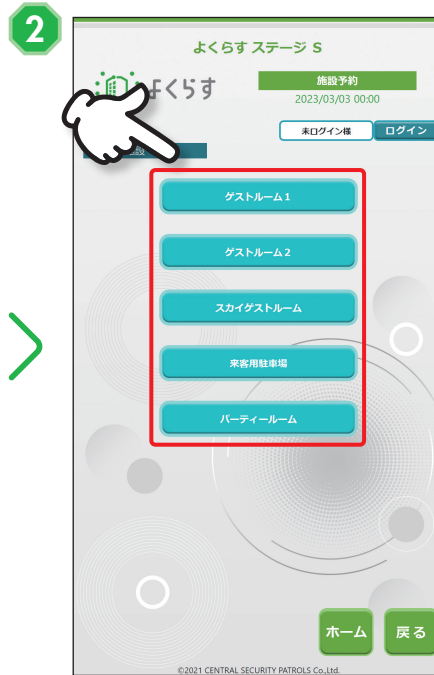 2
よくらす ステージ S
よくらす
施設予約
2023/03/03 00:00
未ログイン様
ログイン
ゲストルーム１
ゲストルーム２
スカイゲストルーム
来客用駐車場
パーティールーム
ホーム
戻る
©2021 CENTRAL SECURITY PATROLS Co.,Ltd.